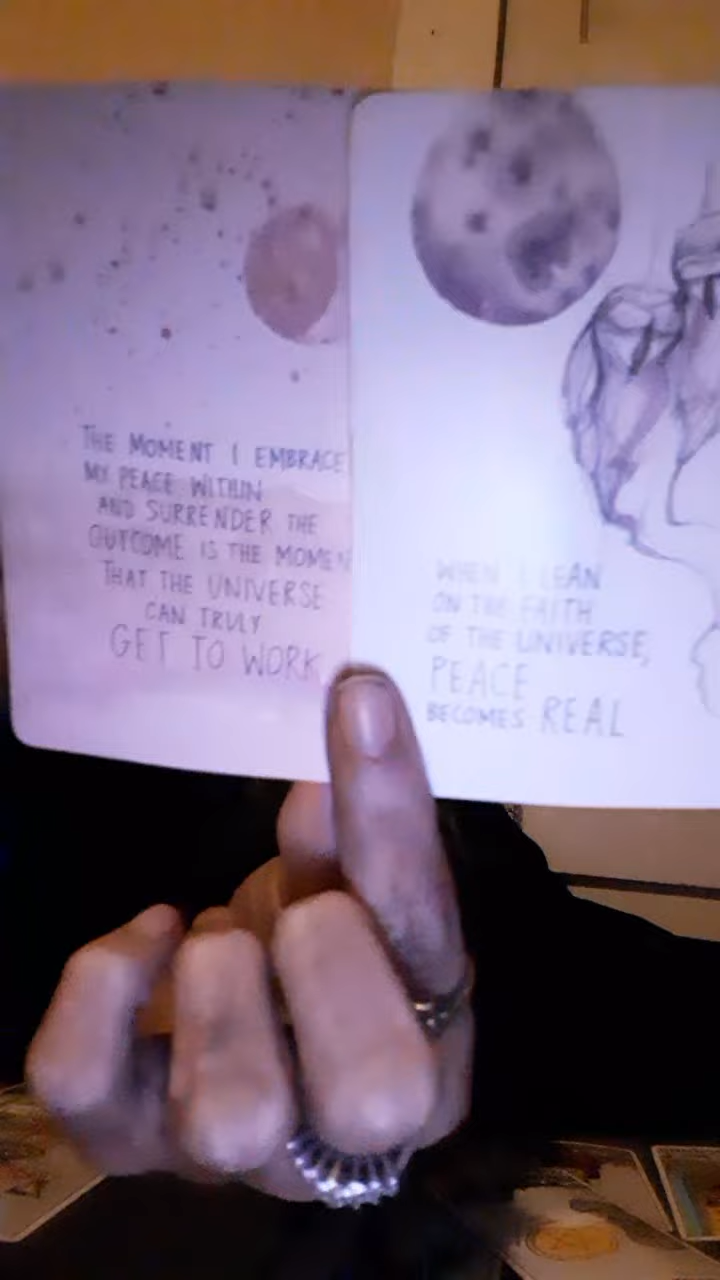 THE MOMENT I EMBRACE
MY PEACE WITHIN
AND SURRENDER THE
OUTCOME IS THE MOMEN
THAT THE UNIVERSE
CAN TRULY
GET TO WORK
WHEN I LEAN
ON THE FAITH
OF THE UNIVERSE,
PEACE
BECOMES REAL